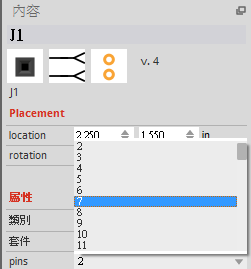 內容
J1
v. 4
J1
Placement
location 2.250 1.550 in
rotation
2
3
4
5
6
7
8
9
10
11
屬性
類別
套件
pins 2